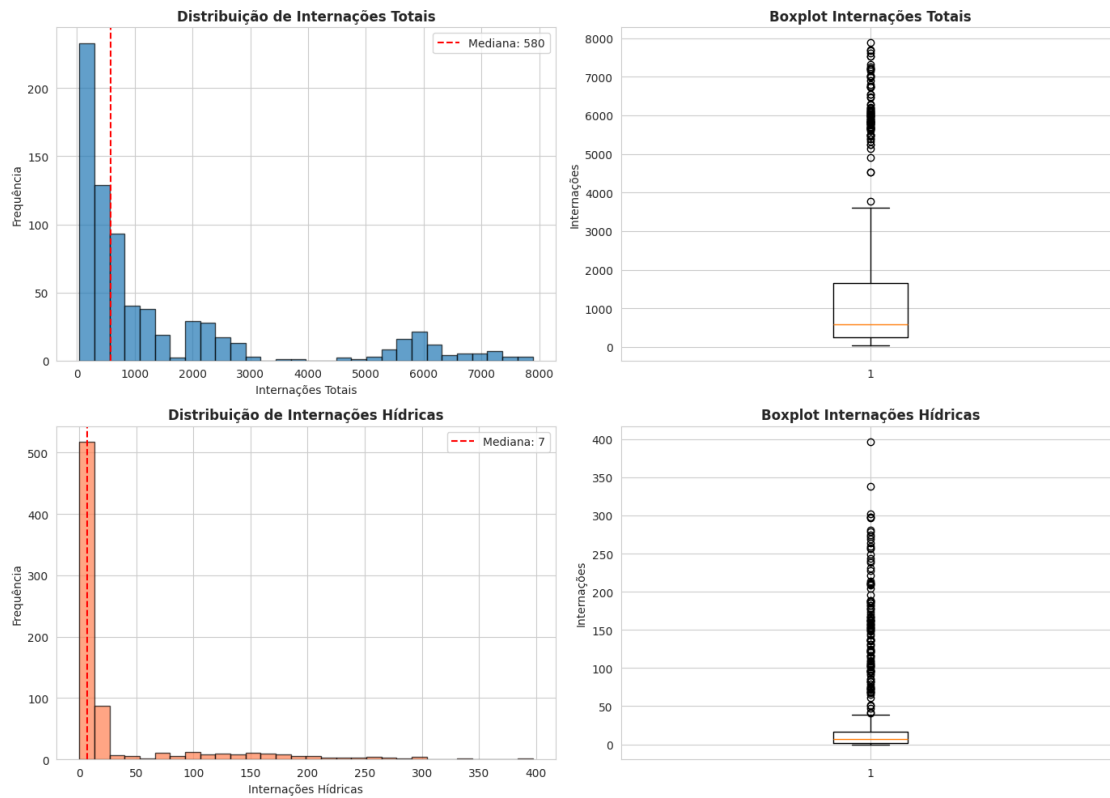 Distribuição de Internações Totais
Mediana: 580
Frequência
200
150
100
50
0
0 1000 2000 3000 4000 5000 6000 7000 8000
Internações Totais
Boxplot Internações Totais
Internações
8000
7000
6000
5000
4000
3000
2000
1000
0
1
Distribuição de Internações Hídricas
Mediana: 7
Frequência
500
400
300
200
100
0
0 50 100 150 200 250 300 350 400
Internações Hídricas
Boxplot Internações Hídricas
Internações
400
350
300
250
200
150
100
50
0
1